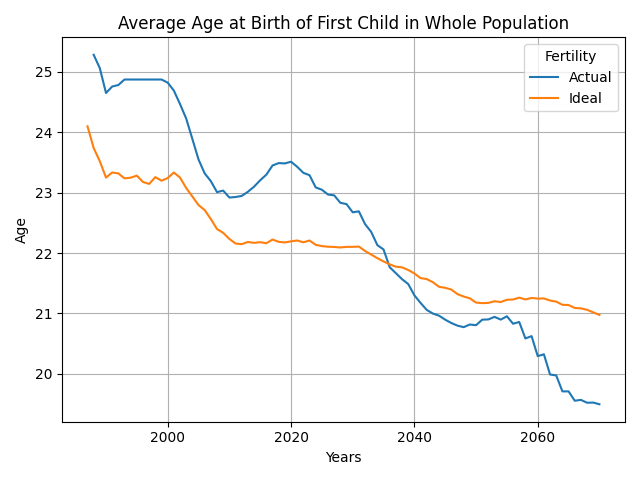 Average Age at Birth of First Child in Whole Population
Fertility
Actual
Ideal
25
24
23
22
21
20
Age
2000
2020
2040
2060
Years